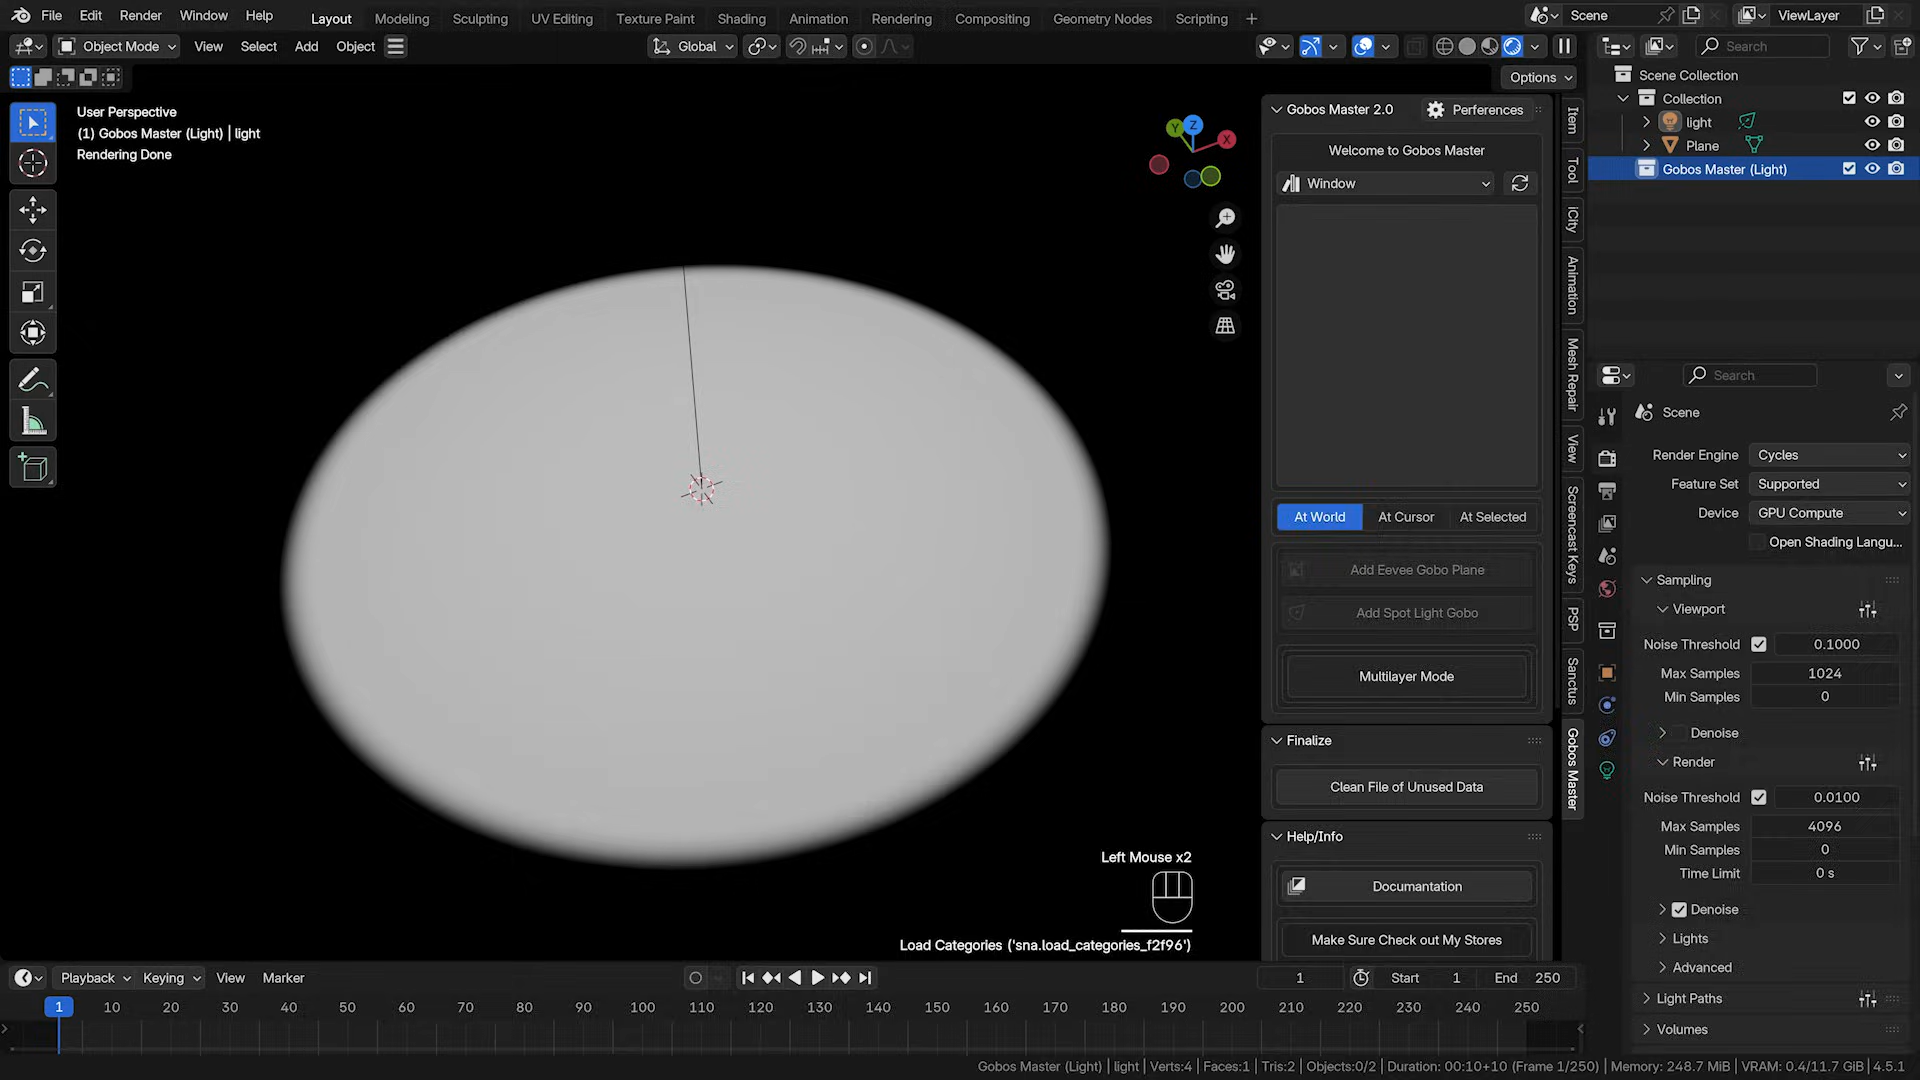 File Edit Render Window Help Layout Modeling Sculpting UV Editing Texture Paint Shading Animation Rendering Compositing Geometry Nodes Scripting + Scene ViewLayer
Object Mode View Select Add Object Global Search
Options
User Perspective
(1) Gobos Master (Light) | light
Rendering Done
Y Z X
Gobos Master 2.0 Perferences
Welcome to Gobos Master
Window
At World At Cursor At Selected
Add Eevee Gobo Plane
Add Spot Light Gobo
Multilayer Mode
Finalize
Clean File of Unused Data
Help/Info
Documantation
Make Sure Check out My Stores
Item
Tool
iCity
Animation
Mesh Repair
View
Screencast Keys
PSP
Sanctus
Gobos Master
Scene Collection
Collection
light
Plane
Gobos Master (Light)
Search
Scene
Render Engine Cycles
Feature Set Supported
Device GPU Compute
Open Shading Langu...
Sampling
Viewport
Noise Threshold 0.1000
Max Samples 1024
Min Samples 0
Denoise
Render
Noise Threshold 0.0100
Max Samples 4096
Min Samples 0
Time Limit 0 s
Denoise
Lights
Advanced
Light Paths
Volumes
Left Mouse x2
Load Categories ('sna.load_categories_f2f96')
Playback Keying View Marker 1 Start 1 End 250
1 10 20 30 40 50 60 70 80 90 100 110 120 130 140 150 160 170 180 190 200 210 220 230 240 250
Gobos Master (Light) | light | Verts:4 | Faces:1 | Tris:2 | Objects:0/2 | Duration: 00:10+10 (Frame 1/250) | Memory: 248.7 MiB | VRAM: 0.4/11.7 GiB | 4.5.1